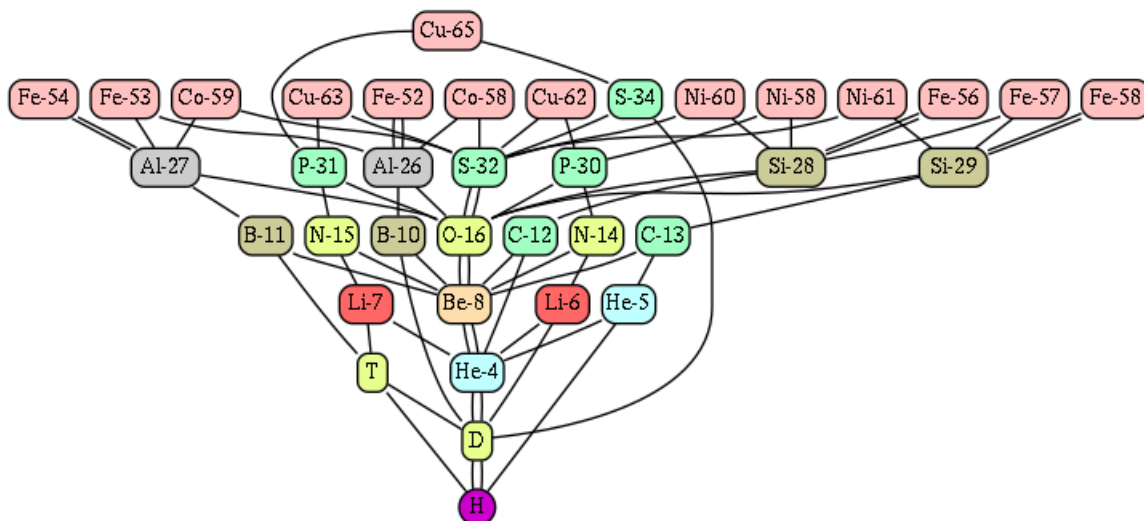 Cu-65
Fe-54 Fe-53 Co-59 Cu-63 Fe-52 Co-58 Cu-62 S-34 Ni-60 Ni-58 Ni-61 Fe-56 Fe-57 Fe-58
Al-27 P-31 Al-26 S-32 P-30 Si-28 Si-29
B-11 N-15 B-10 O-16 C-12 N-14 C-13
Li-7 Be-8 Li-6 He-5
T He-4
D
H